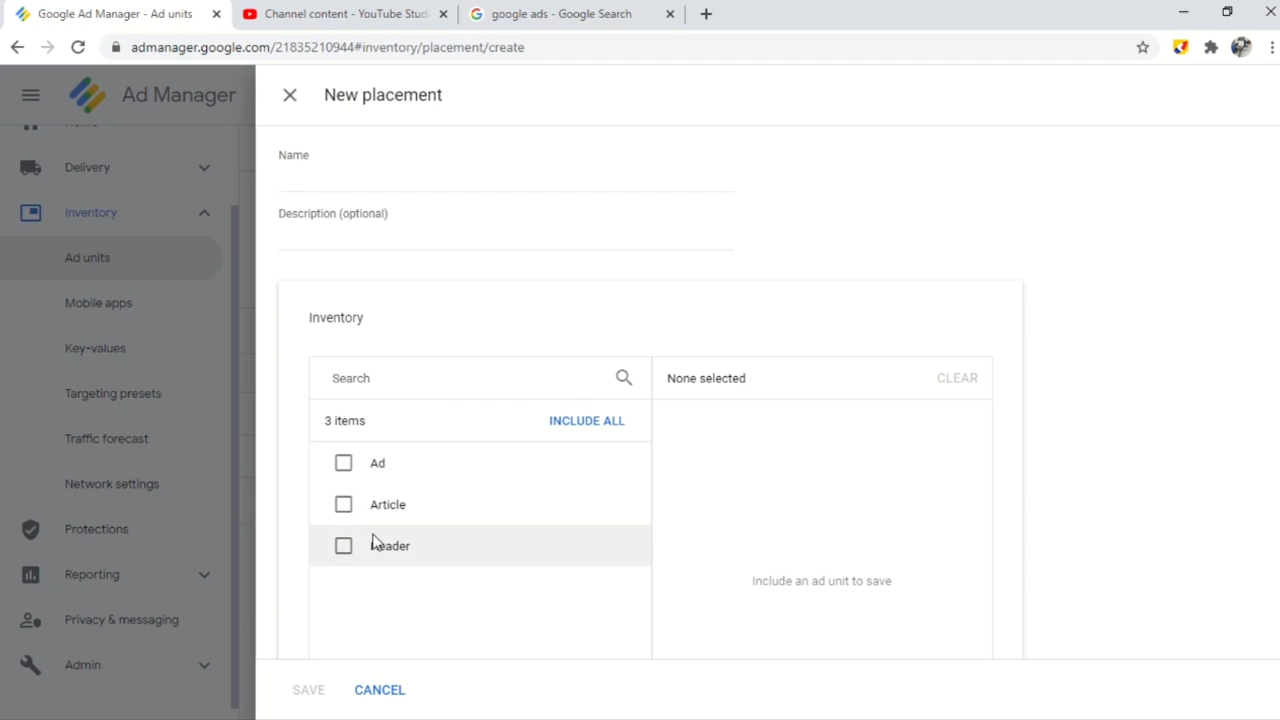 Google Ad Manager - Ad units
Channel content - YouTube Stud
google ads - Google Search
admanager.google.com/21835210944#inventory/placement/create
Ad Manager
New placement
Home
Delivery
Inventory
Ad units
Mobile apps
Key-values
Targeting presets
Traffic forecast
Network settings
Protections
Reporting
Privacy & messaging
Admin
Name
Description (optional)
Inventory
Search
None selected
CLEAR
3 items
INCLUDE ALL
Ad
Article
Header
Include an ad unit to save
SAVE
CANCEL